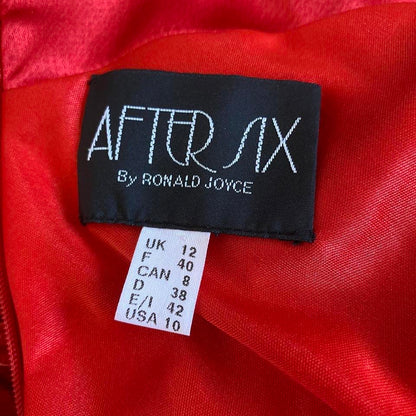 AFTER SIX
By RONALD JOYCE
UK 12
F 40
CAN 8
D 38
E/I 42
USA 10